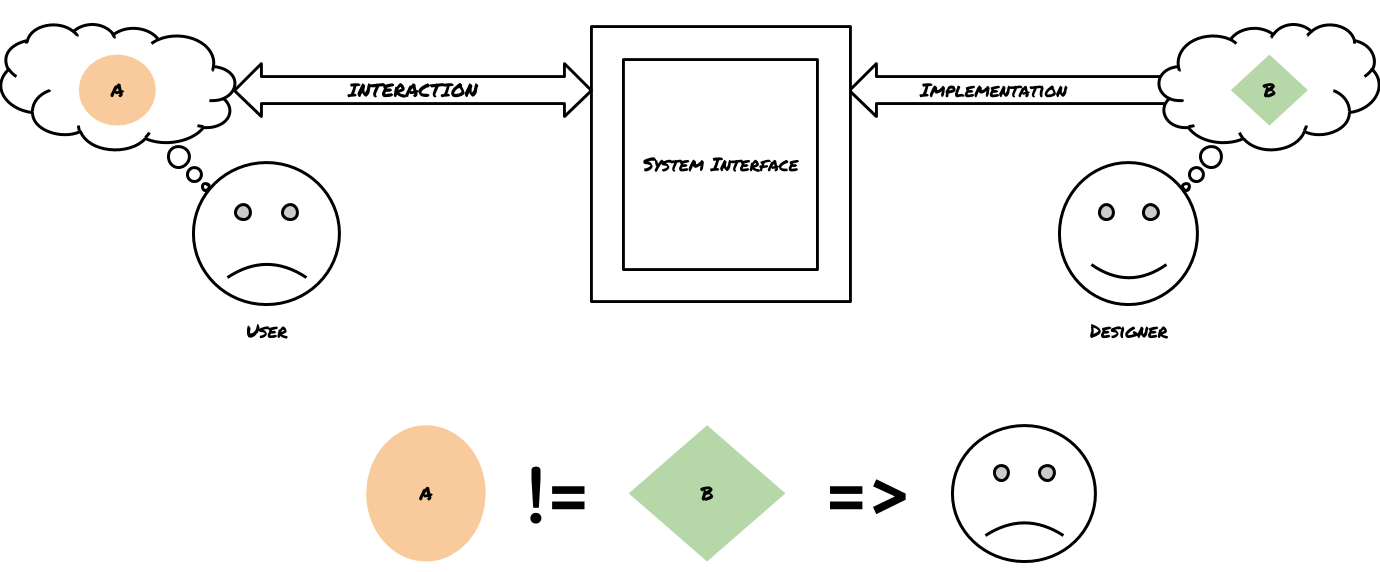 A
INTERACTION
IMPLEMENTATION
B
SYSTEM INTERFACE
USER
DESIGNER
A
!=
B
=>